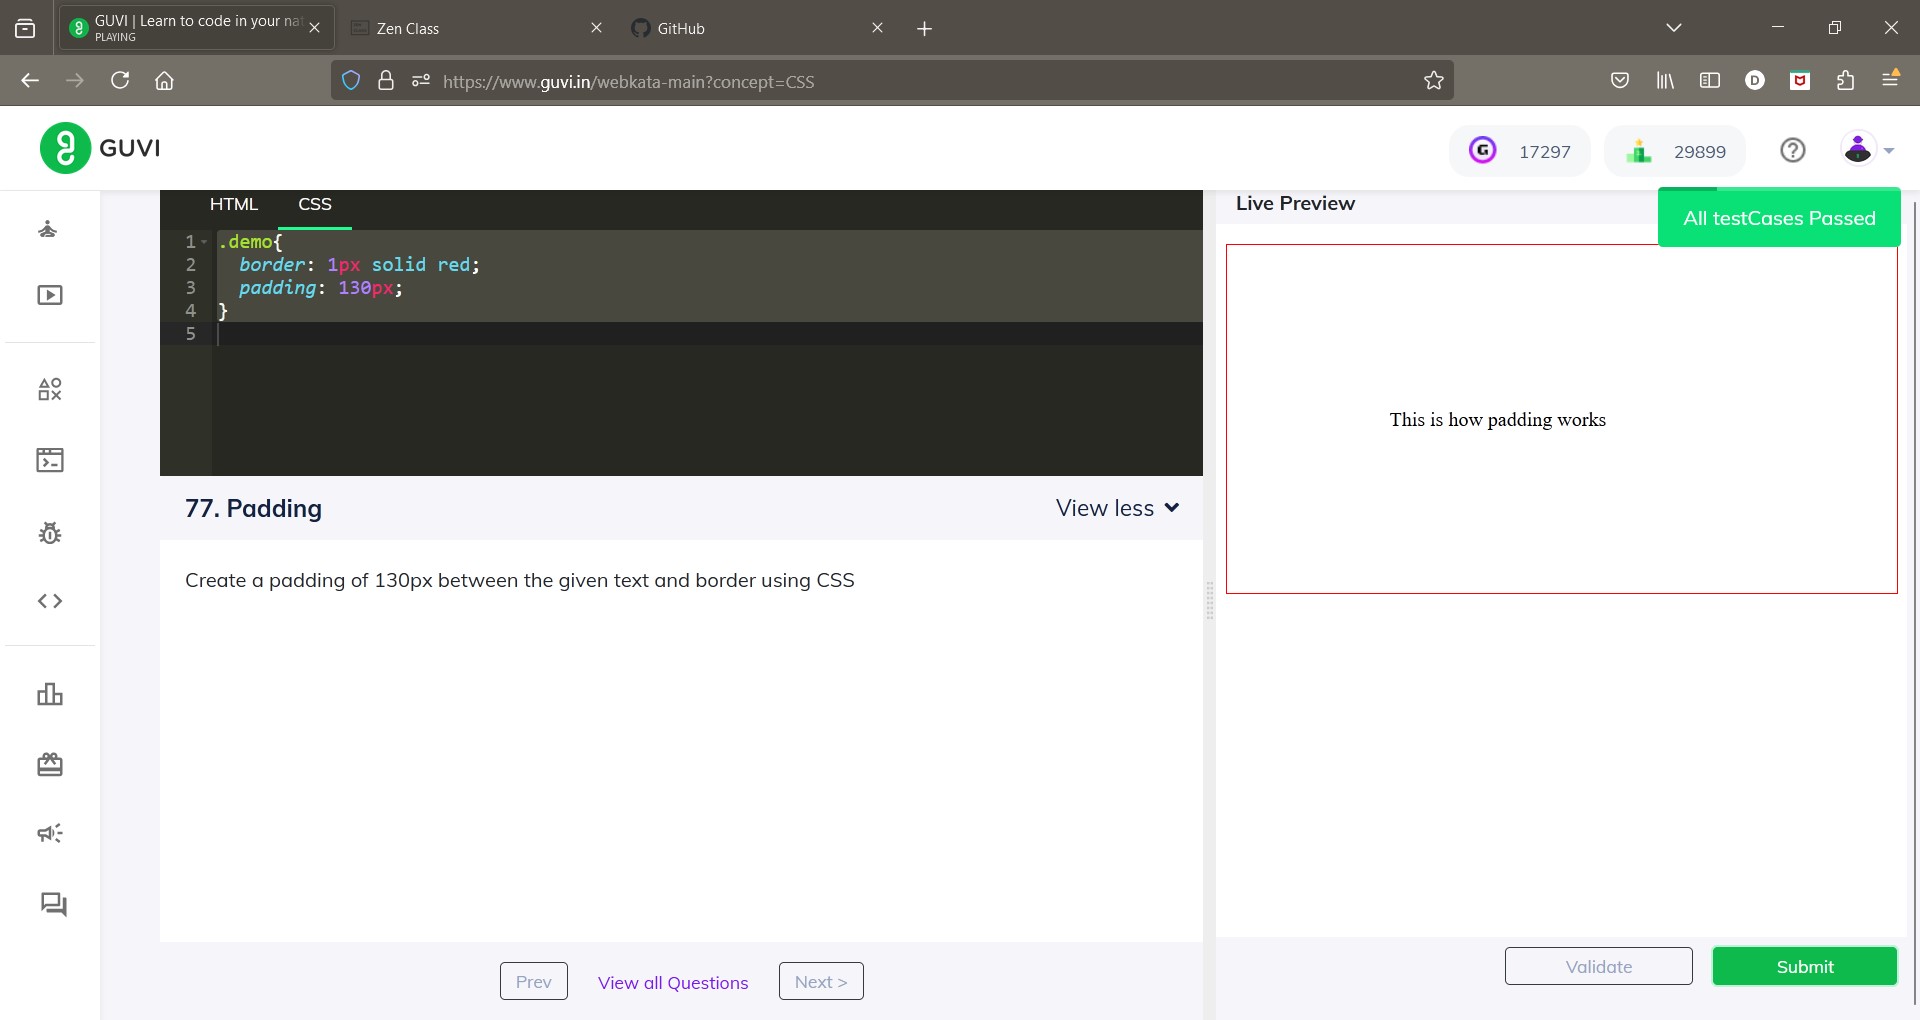 GUVI | Learn to code in your nat
PLAYING
Zen Class
GitHub
https://www.guvi.in/webkata-main?concept=CSS
D
GUVI
G
17297
29899
HTML
CSS
Live Preview
All testCases Passed
1 .demo{
2 border: 1px solid red;
3 padding: 130px;
4 }
5
This is how padding works
77. Padding
View less
Create a padding of 130px between the given text and border using CSS
Prev
View all Questions
Next >
Validate
Submit